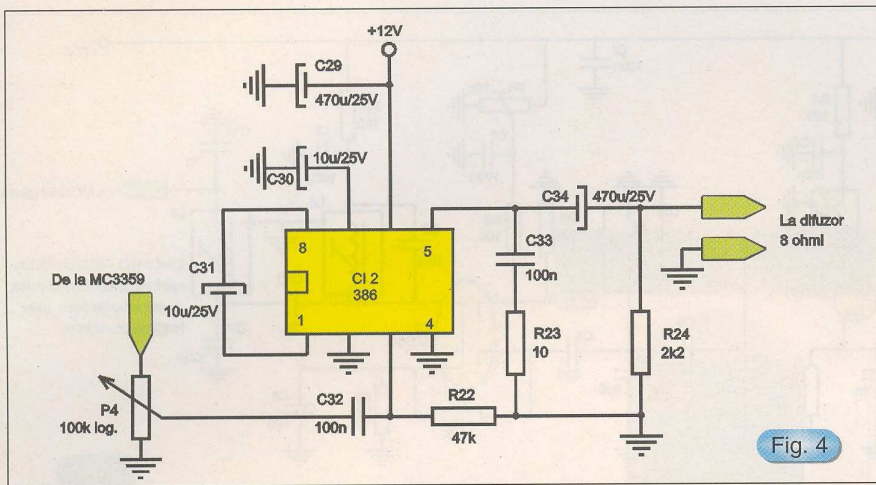 +12V
C29
470u/25V
10u/25V
C30
C34
470u/25V
La difuzor
8 ohmi
C33
100n
8
5
CI 2
386
1
4
C31
10u/25V
De la MC3359
R23
10
R24
2k2
P4
100k log.
C32
100n
R22
47k
Fig. 4